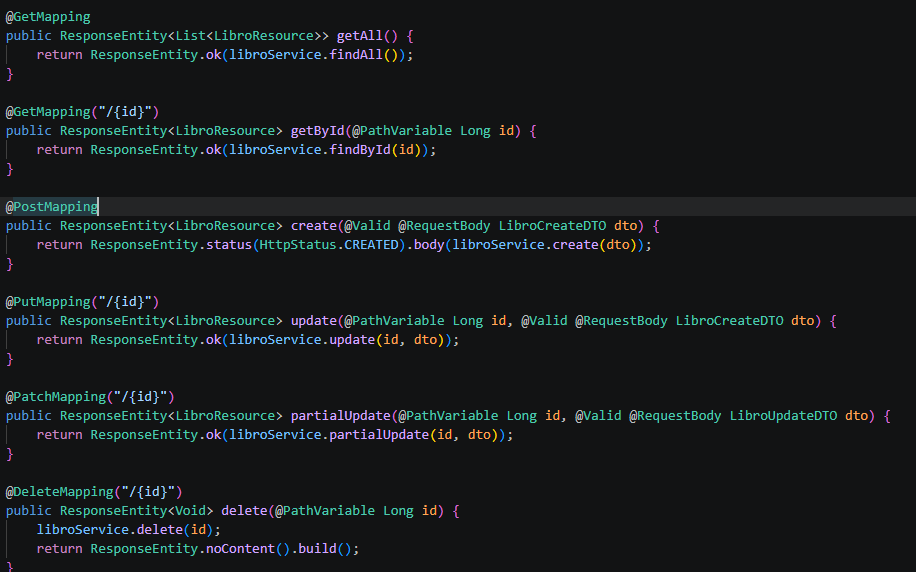 @GetMapping
public ResponseEntity<List<LibroResource>> getAll() {
return ResponseEntity.ok(libroService.findAll());
}
@GetMapping("/{id}")
public ResponseEntity<LibroResource> getById(@PathVariable Long id) {
return ResponseEntity.ok(libroService.findById(id));
}
@PostMapping
public ResponseEntity<LibroResource> create(@Valid @RequestBody LibroCreateDTO dto) {
return ResponseEntity.status(HttpStatus.CREATED).body(libroService.create(dto));
}
@PutMapping("/{id}")
public ResponseEntity<LibroResource> update(@PathVariable Long id, @Valid @RequestBody LibroCreateDTO dto) {
return ResponseEntity.ok(libroService.update(id, dto));
}
@PatchMapping("/{id}")
public ResponseEntity<LibroResource> partialUpdate(@PathVariable Long id, @Valid @RequestBody LibroUpdateDTO dto) {
return ResponseEntity.ok(libroService.partialUpdate(id, dto));
}
@DeleteMapping("/{id}")
public ResponseEntity<Void> delete(@PathVariable Long id) {
libroService.delete(id);
return ResponseEntity.noContent().build();
}